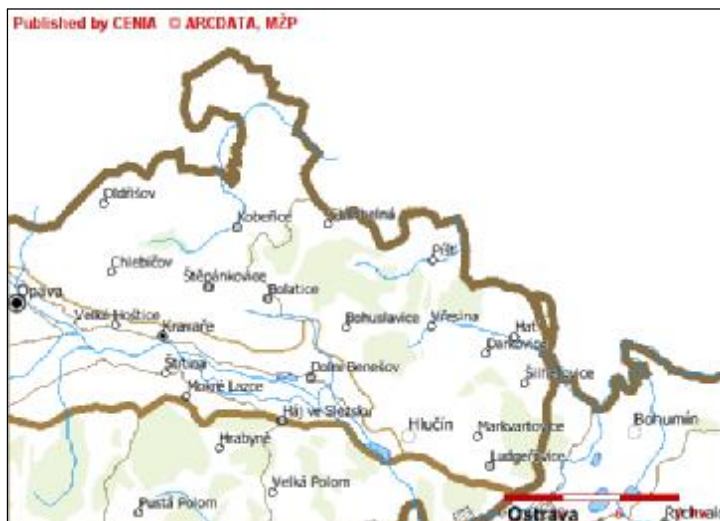 Published by CENIA © ARCDATA, MŽP
Oldřišov
Kobeřice
Píšť
Chlebičov
Štěpánkovice
Bolatice
Opava
Velké Hoštice
Kravaře
Bohuslavice
Vřesina
Hať
Darkovice
Štítina
Dolní Benešov
Šilheřovice
Mokré Lazce
Háj ve Slezsku
Hlučín
Markvartovice
Bohumín
Hrabyně
Ludgeřovice
Velká Polom
Pustá Polom
Ostrava